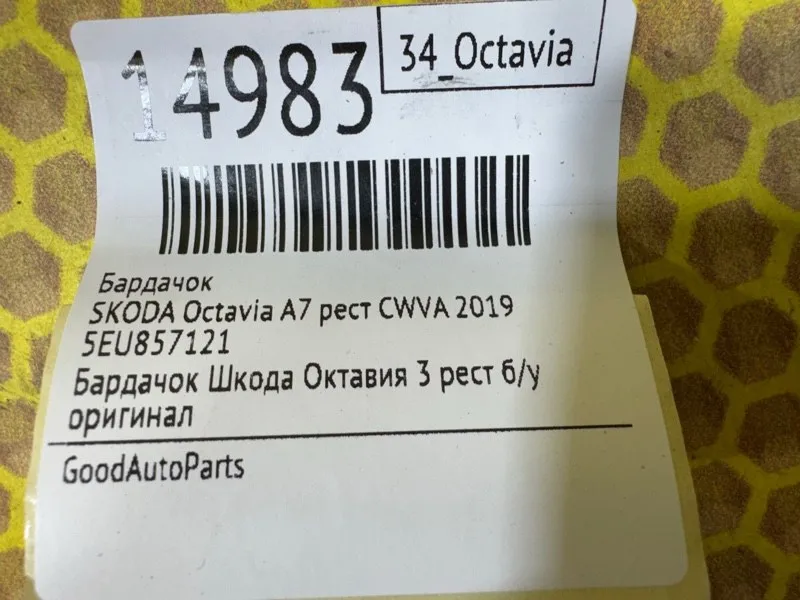 14983
34_Octavia
Бардачок
SKODA Octavia A7 рест CWVA 2019
5EU857121
Бардачок Шкода Октавия 3 рест б/у
оригинал
GoodAutoParts